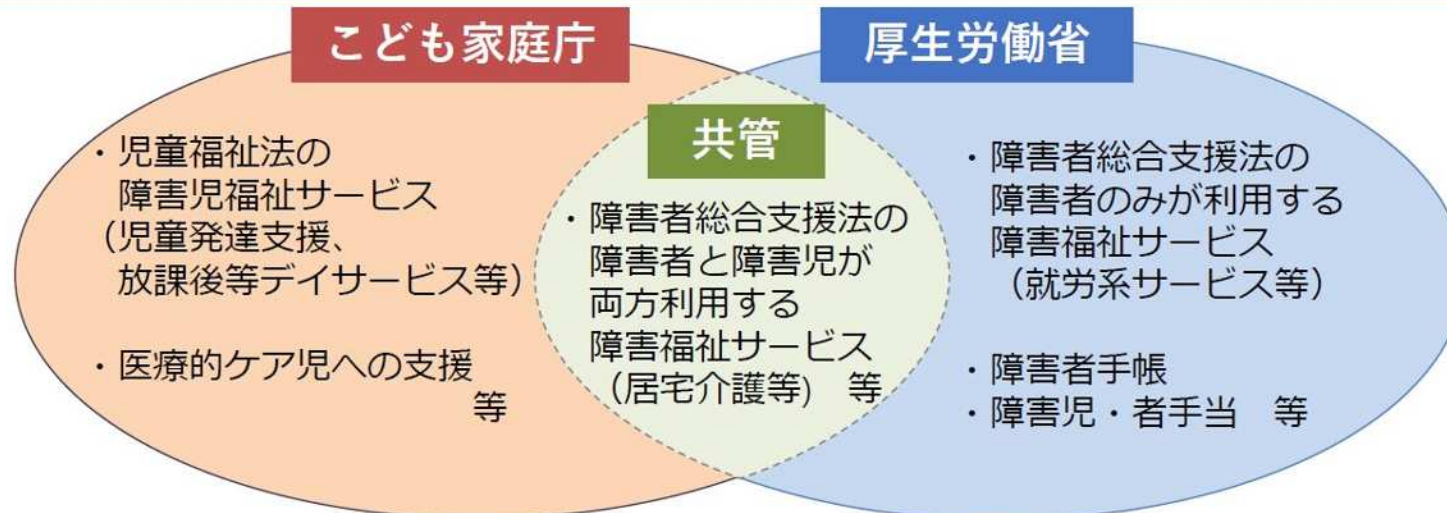 こども家庭庁
・児童福祉法の
障害児福祉サービス
（児童発達支援、
放課後等デイサービス等）
・医療的ケア児への支援
等
共管
・障害者総合支援法の
障害者と障害児が
両方利用する
障害福祉サービス
（居宅介護等)　等
厚生労働省
・障害者総合支援法の
障害者のみが利用する
障害福祉サービス
（就労系サービス等）
・障害者手帳
・障害児・者手当　等